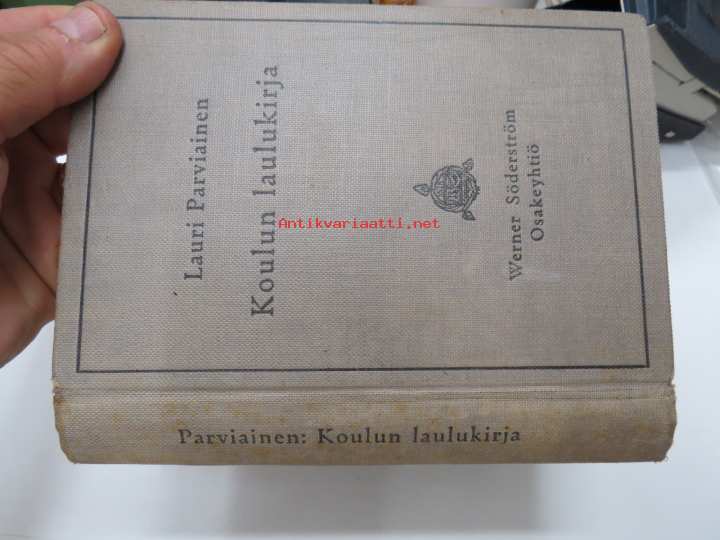 Lauri Parviainen
Koulun laulukirja
Werner Söderström
Osakeyhtiö
Parviainen: Koulun laulukirja
Antikvariaatti.net